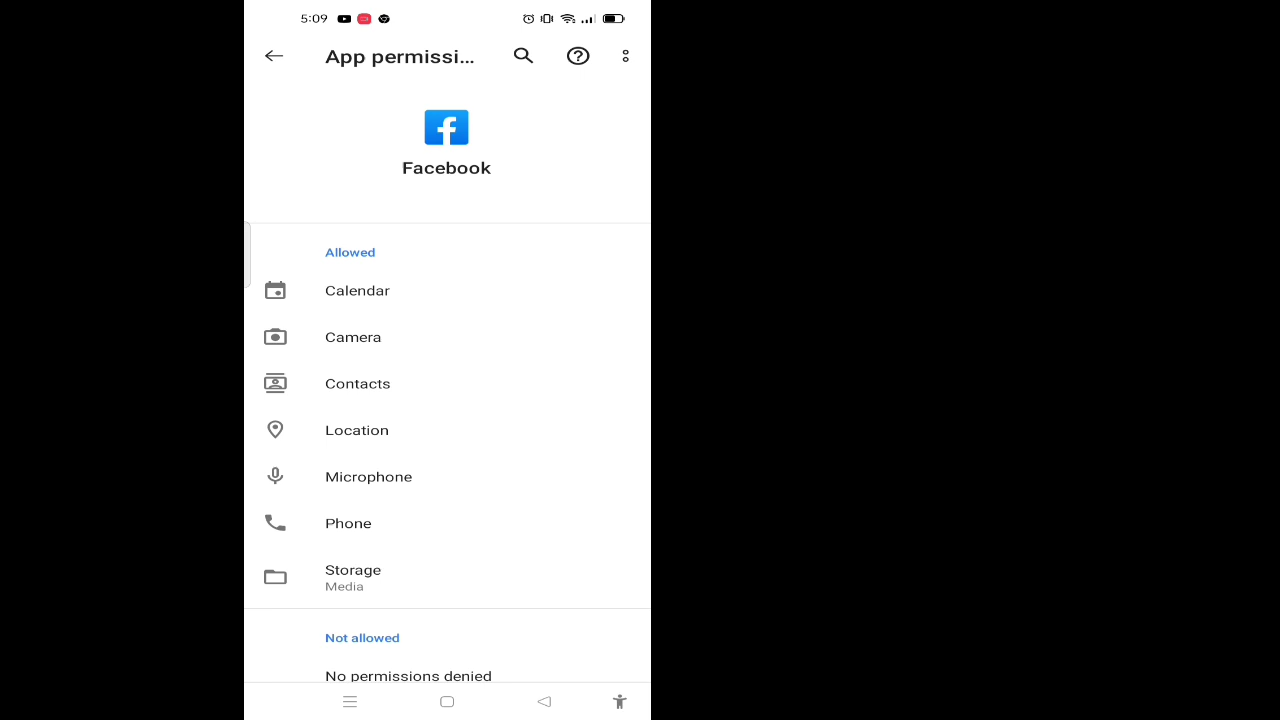 5:09
App permissi...
Facebook
Allowed
Calendar
Camera
Contacts
Location
Microphone
Phone
Storage
Media
Not allowed
No permissions denied